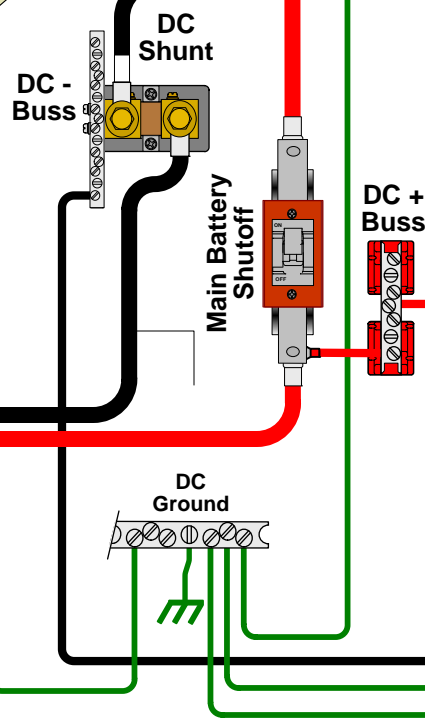 DC
Shunt
DC -
Buss
Main Battery
Shutoff
ON
OFF
DC +
Buss
DC
Ground